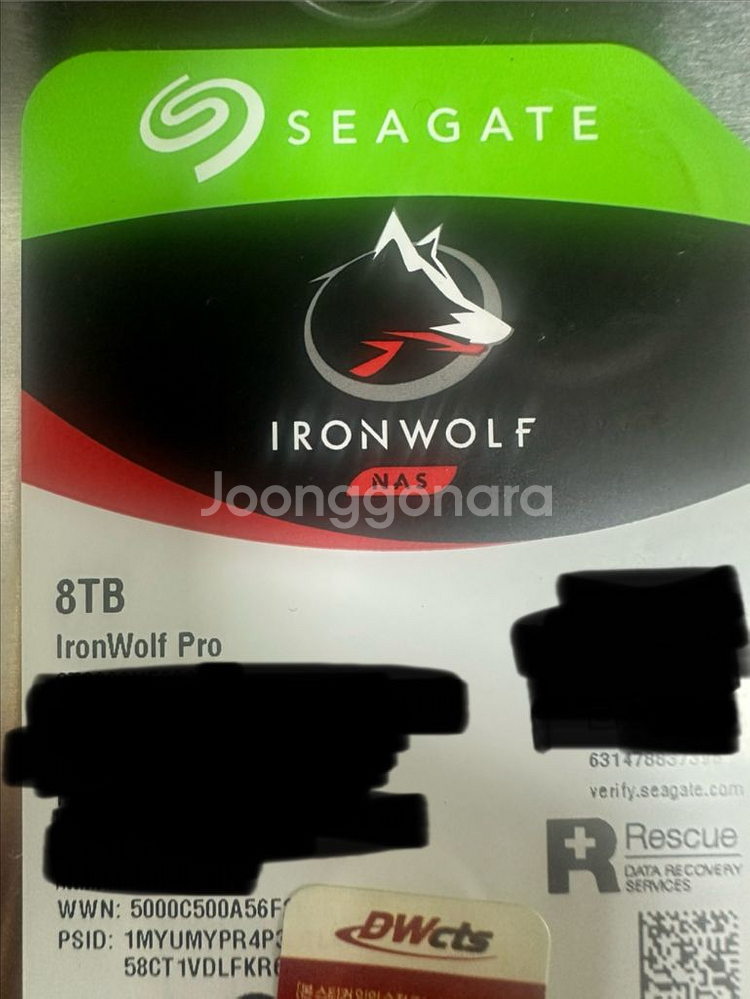 SEAGATE
IRONWOLF
NAS
Joonggonara
8TB
IronWolf Pro
verify.seagate.com
Rescue
DATA RECOVERY
SERVICES
WWN: 5000C500A56F
PSID: 1MYUMYPR4P
58CT1VDLFKR
DWcts